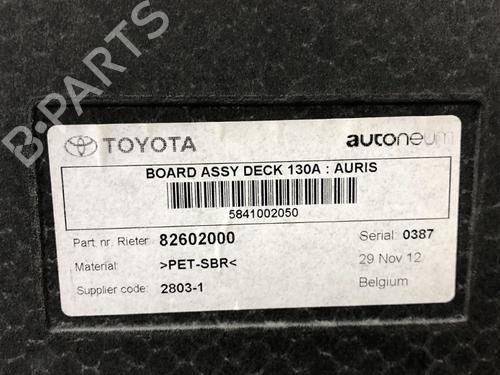 TOYOTA autoneum
BOARD ASSY DECK 130A : AURIS
5841002050
Part nr. Rieter: 82602000 Serial: 0387
Material: >PET-SBR< 29 Nov 12
Supplier code: 2803-1 Belgium
B-PARTS